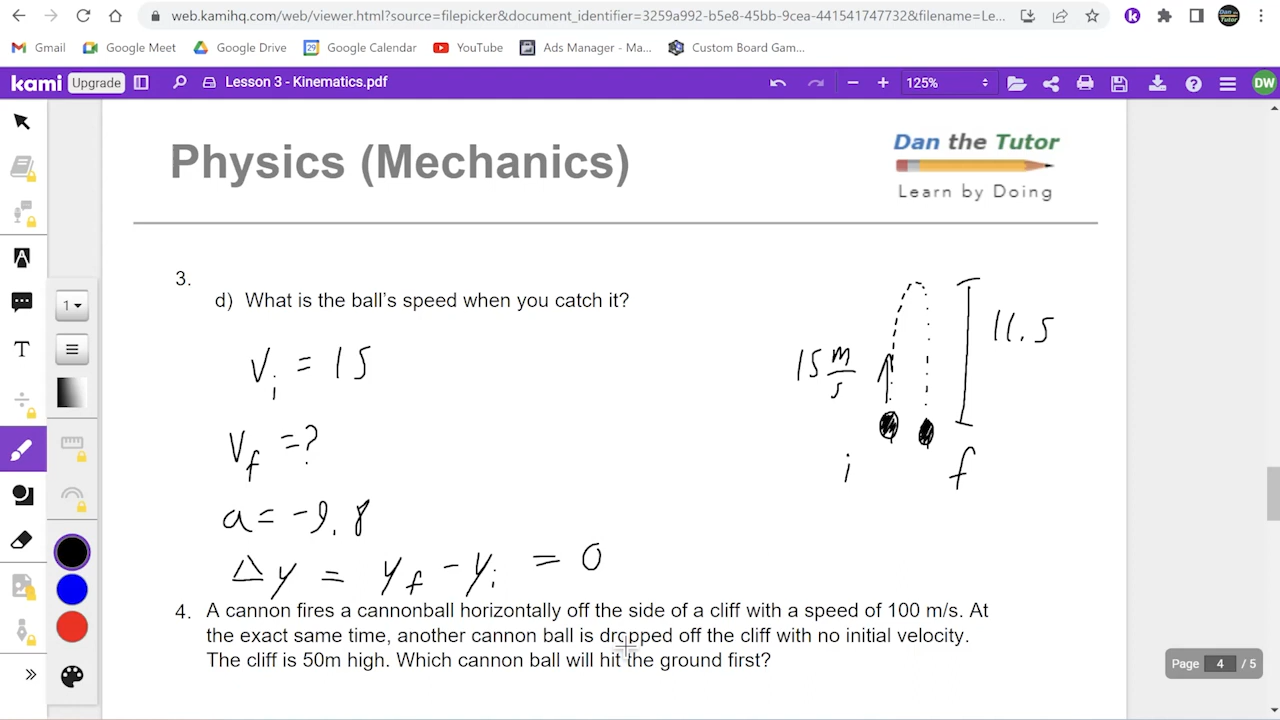 web.kamihq.com/web/viewer.html?source=filepicker&document_identifier=3259a992-b5e8-45bb-9cea-441541747732&filename=Le...
Gmail Google Meet Google Drive Google Calendar YouTube Ads Manager - Ma... Custom Board Gam...
kami Upgrade Lesson 3 - Kinematics.pdf 125% DW
Physics (Mechanics)
Dan the Tutor
Learn by Doing
3.
d) What is the ball's speed when you catch it?
15 m/s
11.5
i f
Vi = 15
Vf = ?
a = -9.8
Δy = yf - yi = 0
4. A cannon fires a cannonball horizontally off the side of a cliff with a speed of 100 m/s. At
the exact same time, another cannon ball is dropped off the cliff with no initial velocity.
The cliff is 50m high. Which cannon ball will hit the ground first?
Page 4 / 5
1